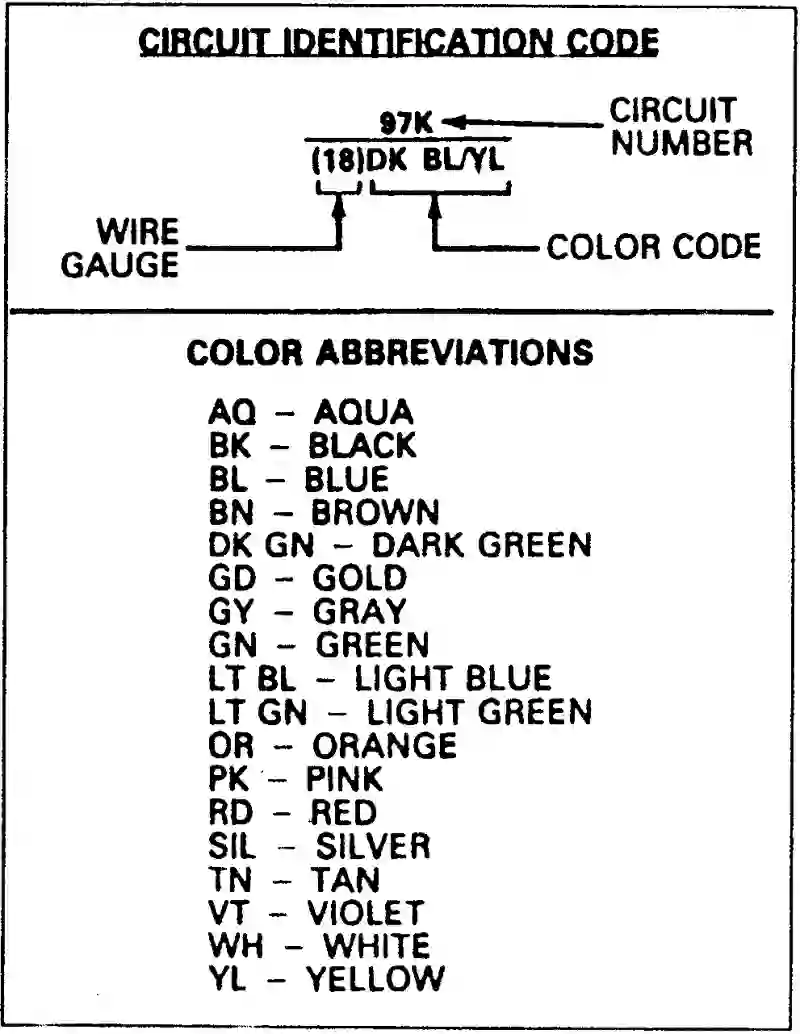 CIRCUIT IDENTIFICATION CODE
97K
CIRCUIT
NUMBER
(18)DK BL/YL
WIRE
GAUGE
COLOR CODE
COLOR ABBREVIATIONS
AQ - AQUA
BK - BLACK
BL - BLUE
BN - BROWN
DK GN - DARK GREEN
GD - GOLD
GY - GRAY
GN - GREEN
LT BL - LIGHT BLUE
LT GN - LIGHT GREEN
OR - ORANGE
PK - PINK
RD - RED
SIL - SILVER
TN - TAN
VT - VIOLET
WH - WHITE
YL - YELLOW